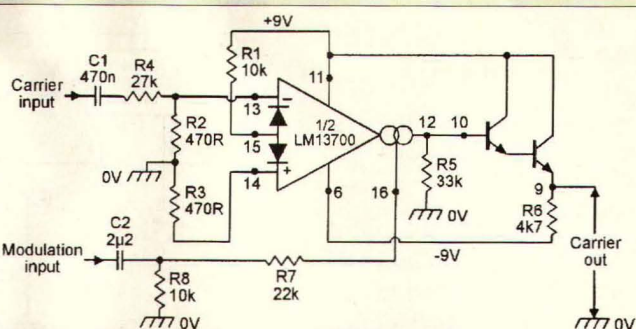 +9V
C1
470n
R4
27k
R1
10k
11
Carrier
input
13
R2
470R
15
1/2
LM13700
12
10
0V
14
R3
470R
6
16
R5
33k
0V
9
R6
4k7
C2
2µ2
-9V
Carrier
out
Modulation
input
R8
10k
R7
22k
0V
0V